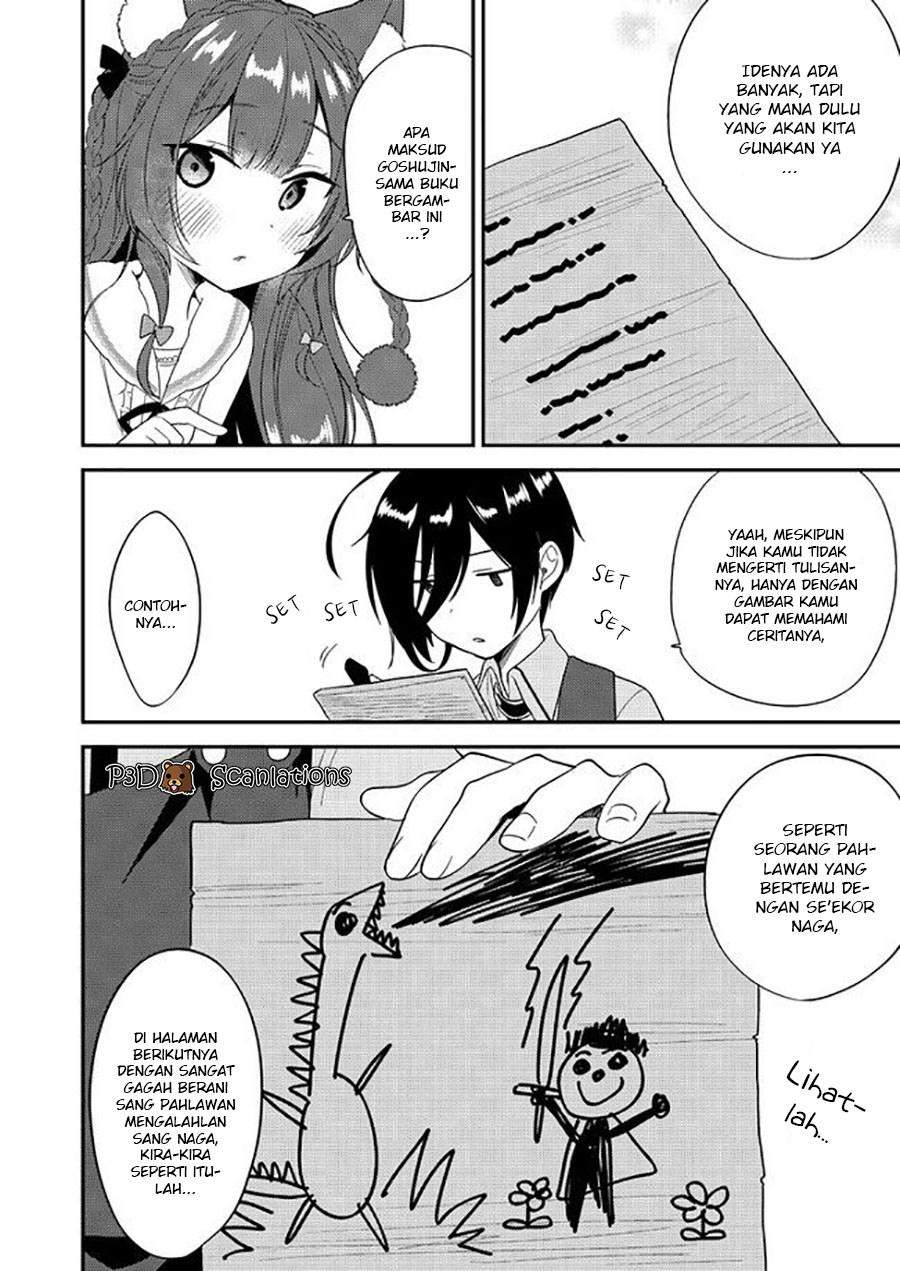 IDENYA ADA
BANYAK, TAPI
YANG MANA DULU
YANG AKAN KITA
GUNAKAN YA
...
APA
MAKSUD
GOSHUJIN-
SAMA BUKU
BERGAM-
BAR INI
...?
YAAH, MESKIPUN
JIKA KAMU TIDAK
MENGERTI TULISAN-
NYA, HANYA DENGAN
GAMBAR KAMU
DAPAT MEMAHAMI
CERITANYA,
SET
SET
SET
SET
CONTOH-
NYA...
P3D Scanlations
SEPERTI
SEORANG PAH-
LAWAN YANG
BERTEMU DE-
NGAN SE'EKOR
NAGA,
Lihat-
lah...
DI HALAMAN
BERIKUTNYA
DENGAN SANGAT
GAGAH BERANI
SANG PAHLAWAN
MENGALAHLAN
SANG NAGA,
KIRA-KIRA
SEPERTI ITU-
LAH...